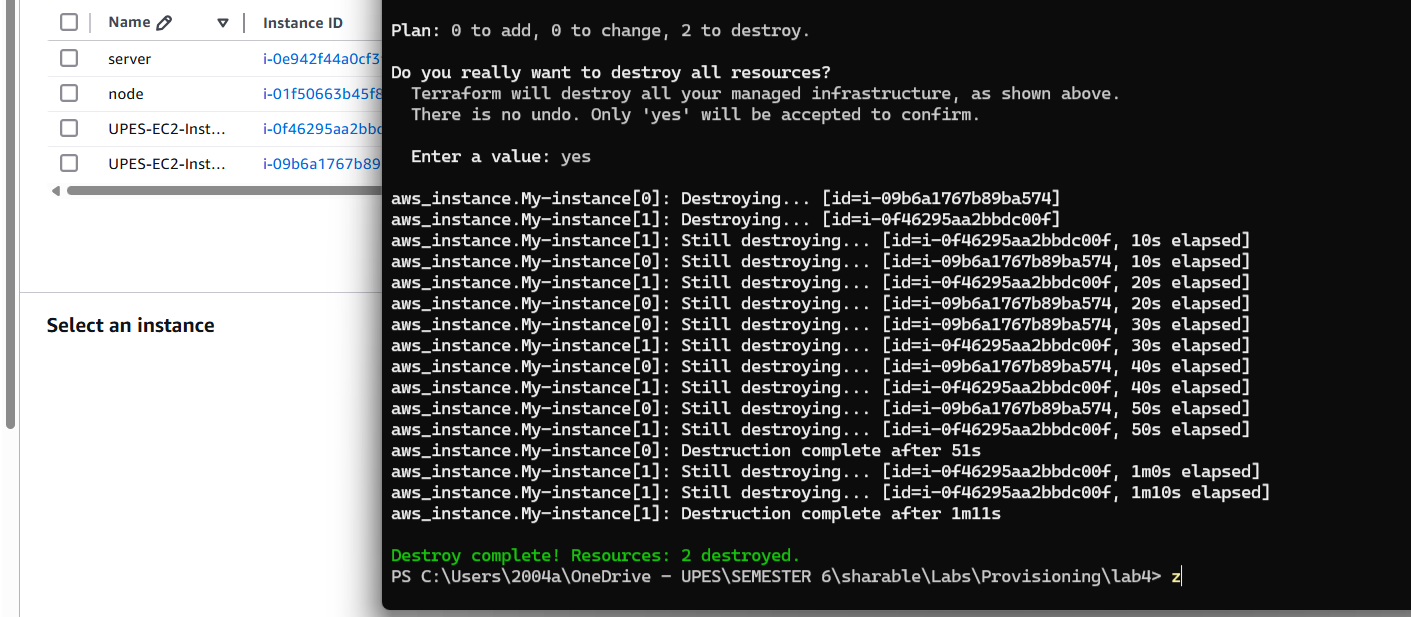 Name Instance ID
server i-0e942f44a0cf3
node i-01f50663b45f8
UPES-EC2-Inst... i-0f46295aa2bbdc
UPES-EC2-Inst... i-09b6a1767b89
Select an instance
Plan: 0 to add, 0 to change, 2 to destroy.
Do you really want to destroy all resources?
Terraform will destroy all your managed infrastructure, as shown above.
There is no undo. Only 'yes' will be accepted to confirm.
Enter a value: yes
aws_instance.My-instance[0]: Destroying... [id=i-09b6a1767b89ba574]
aws_instance.My-instance[1]: Destroying... [id=i-0f46295aa2bbdc00f]
aws_instance.My-instance[1]: Still destroying... [id=i-0f46295aa2bbdc00f, 10s elapsed]
aws_instance.My-instance[0]: Still destroying... [id=i-09b6a1767b89ba574, 10s elapsed]
aws_instance.My-instance[1]: Still destroying... [id=i-0f46295aa2bbdc00f, 20s elapsed]
aws_instance.My-instance[0]: Still destroying... [id=i-09b6a1767b89ba574, 20s elapsed]
aws_instance.My-instance[0]: Still destroying... [id=i-09b6a1767b89ba574, 30s elapsed]
aws_instance.My-instance[1]: Still destroying... [id=i-0f46295aa2bbdc00f, 30s elapsed]
aws_instance.My-instance[0]: Still destroying... [id=i-09b6a1767b89ba574, 40s elapsed]
aws_instance.My-instance[1]: Still destroying... [id=i-0f46295aa2bbdc00f, 40s elapsed]
aws_instance.My-instance[0]: Still destroying... [id=i-09b6a1767b89ba574, 50s elapsed]
aws_instance.My-instance[1]: Still destroying... [id=i-0f46295aa2bbdc00f, 50s elapsed]
aws_instance.My-instance[0]: Destruction complete after 51s
aws_instance.My-instance[1]: Still destroying... [id=i-0f46295aa2bbdc00f, 1m0s elapsed]
aws_instance.My-instance[1]: Still destroying... [id=i-0f46295aa2bbdc00f, 1m10s elapsed]
aws_instance.My-instance[1]: Destruction complete after 1m11s
Destroy complete! Resources: 2 destroyed.
PS C:\Users\2004a\OneDrive - UPES\SEMESTER 6\sharable\Labs\Provisioning\lab4> z